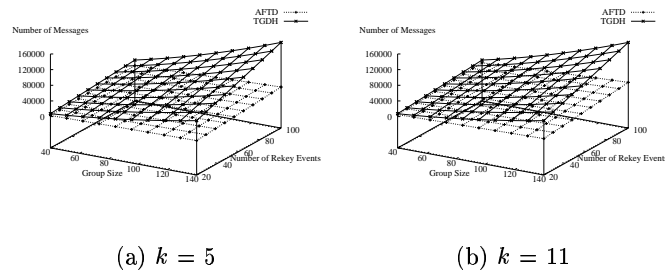 AFTD
TGDH
Number of Messages
160000
120000
80000
40000
0
40
60
80
100
120
140
Group Size
20
40
60
80
100
Number of Rekey Events
(a) k = 5
AFTD
TGDH
Number of Messages
160000
120000
80000
40000
0
40
60
80
100
120
140
Group Size
20
40
60
80
100
Number of Rekey Events
(b) k = 11